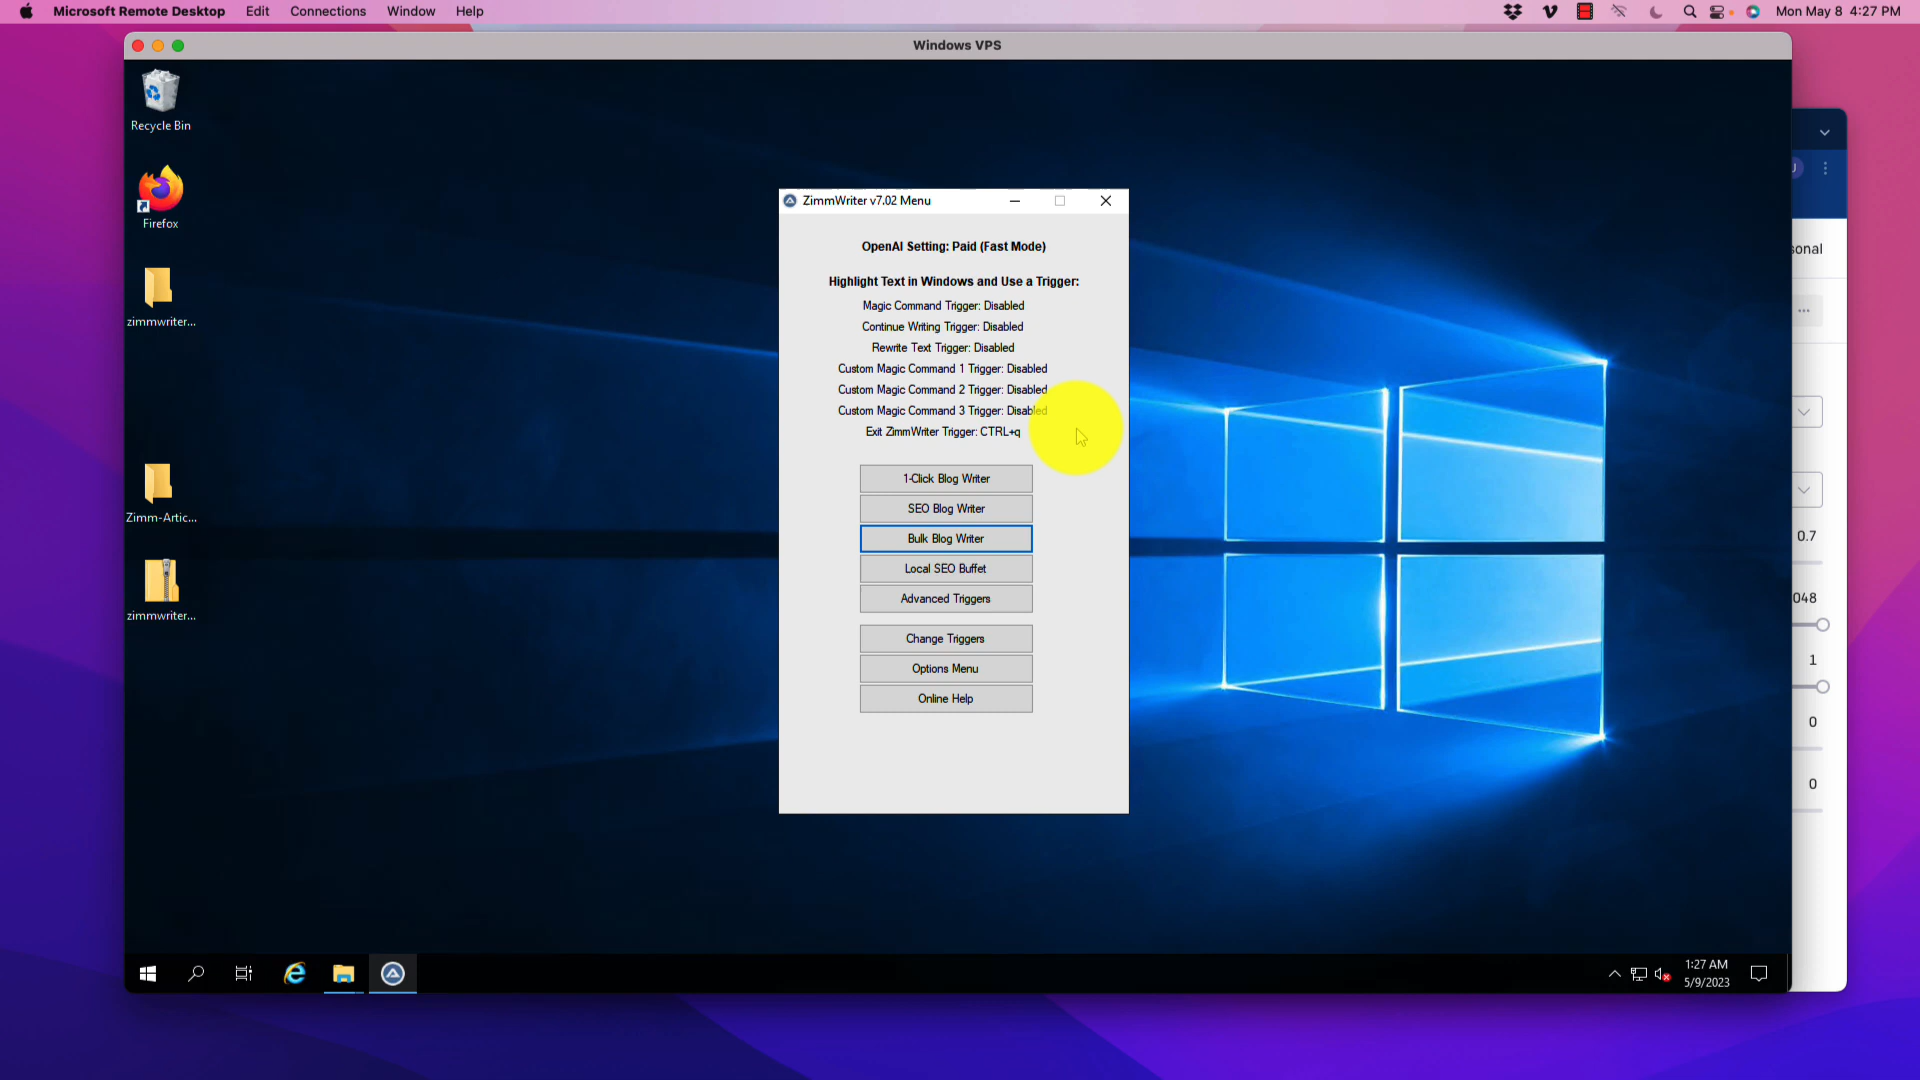 Microsoft Remote Desktop Edit Connections Window Help
Mon May 8 4:27 PM
Windows VPS
Recycle Bin
Firefox
zimmwriter...
Zimm-Artic...
zimmwriter...
ZimmWriter v7.02 Menu
OpenAI Setting: Paid (Fast Mode)
Highlight Text in Windows and Use a Trigger:
Magic Command Trigger: Disabled
Continue Writing Trigger: Disabled
Rewrite Text Trigger: Disabled
Custom Magic Command 1 Trigger: Disabled
Custom Magic Command 2 Trigger: Disabled
Custom Magic Command 3 Trigger: Disabled
Exit ZimmWriter Trigger: CTRL+q
1-Click Blog Writer
SEO Blog Writer
Bulk Blog Writer
Local SEO Buffet
Advanced Triggers
Change Triggers
Options Menu
Online Help
sonal
...
0.7
048
1
0
0
1:27 AM
5/9/2023